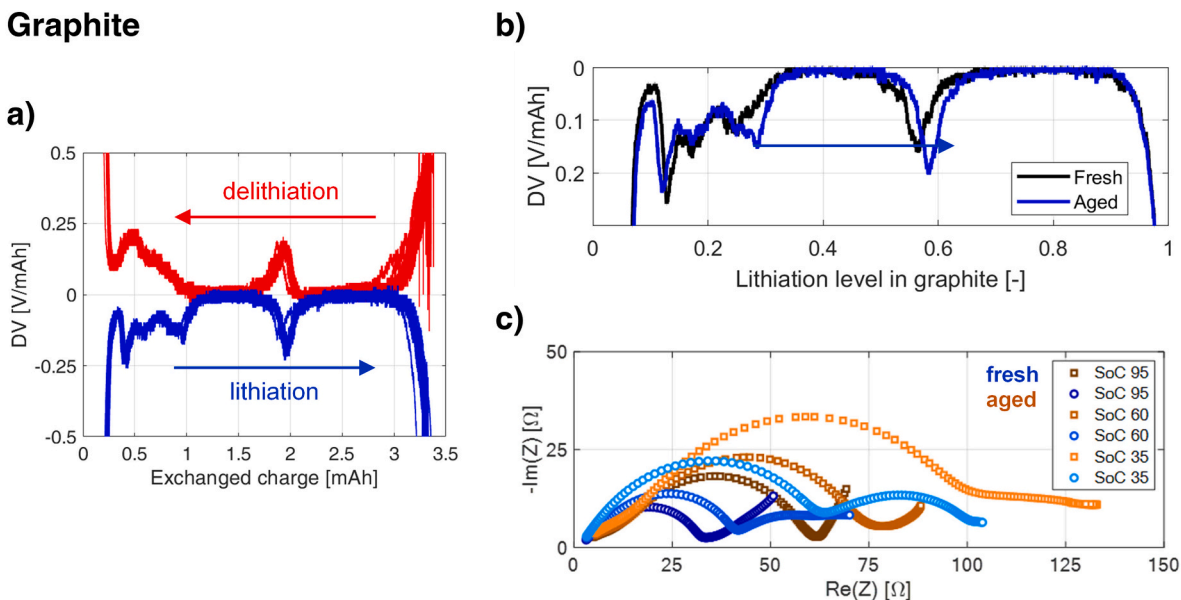 Graphite
a)
DV [V/mAh]
0.5
0.25
0
-0.25
-0.5
delithiation
lithiation
0 0.5 1 1.5 2 2.5 3 3.5
Exchanged charge [mAh]
b)
DV [V/mAh]
0
0.1
0.2
Fresh
Aged
0 0.2 0.4 0.6 0.8 1
Lithiation level in graphite [-]
c)
-Im(Z) [Ω]
50
25
0
fresh
aged
SoC 95
SoC 95
SoC 60
SoC 60
SoC 35
SoC 35
0 25 50 75 100 125 150
Re(Z) [Ω]